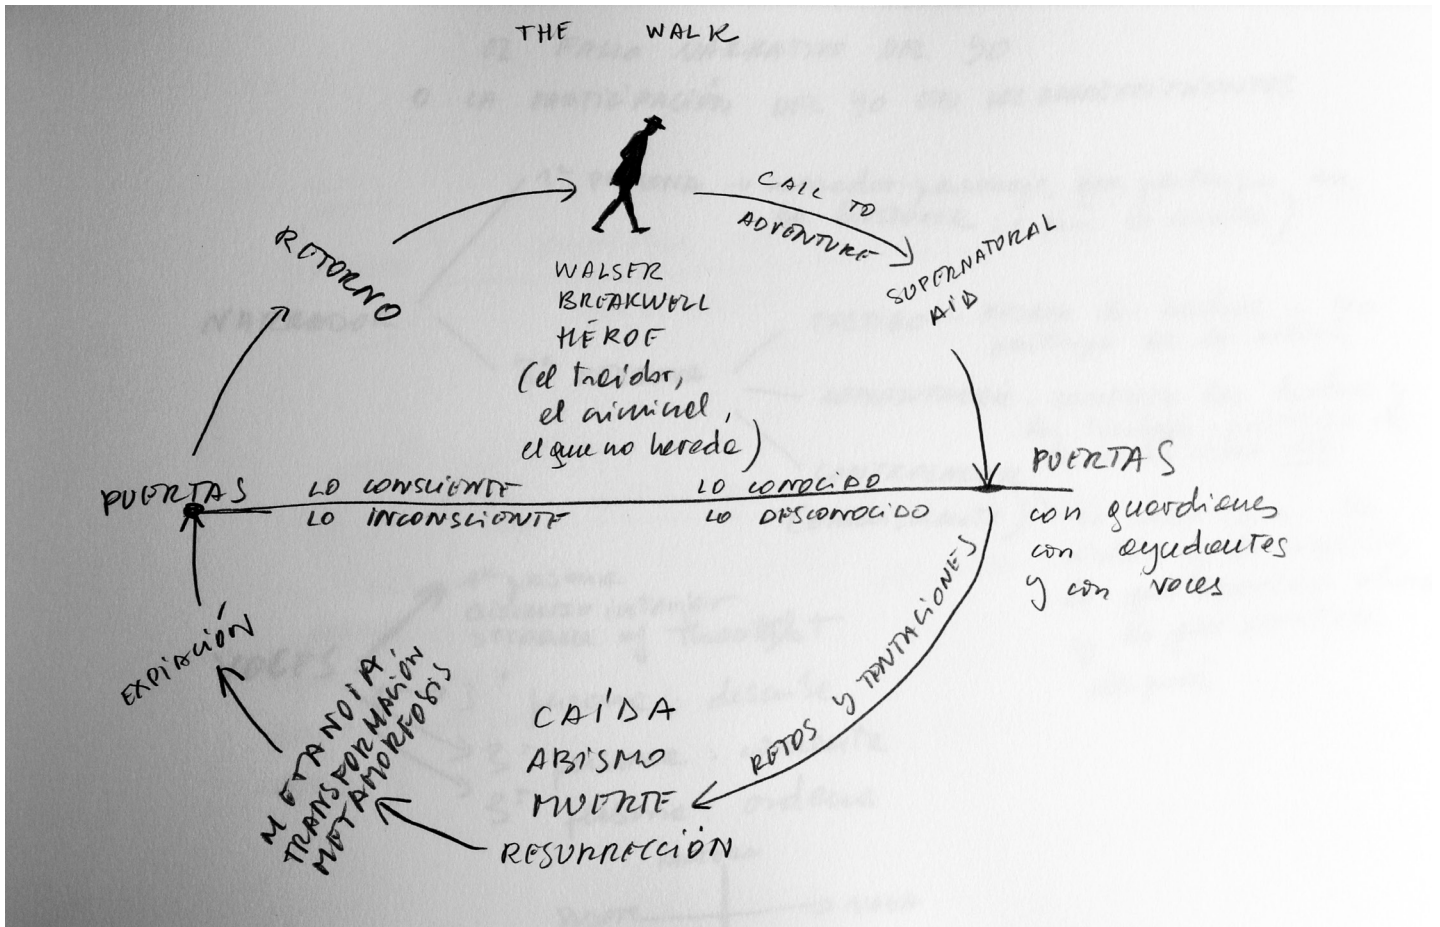 THE WALK
CALL TO
ADVENTURE
SUPERNATORAL
AID
RETORNO
WALSER
BREAKWELL
HÉROE
(el traidor,
el criminal,
el que no hereda)
PUERTAS
LO CONSCIENTE
LO CONOCIDO
LO INCONSCIENTE
LO DESCONOCIDO
PUERTAS
con guardianes
con ayudantes
y con voces
RETOS Y TENTACIONES
EXPIACIÓN
METANOIA
TRANSFORMACIÓN
METAMORFOSIS
CAÍDA
ABISMO
MUERTE
RESURRECCIÓN